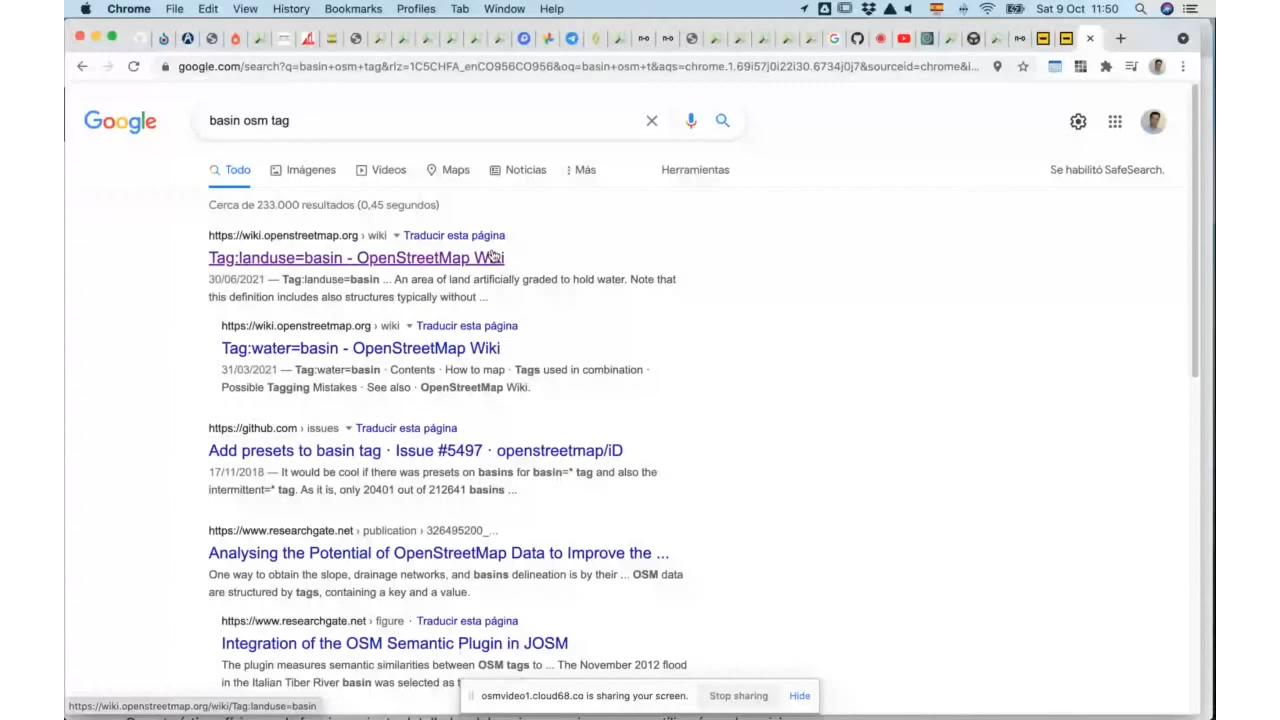 Chrome File Edit View History Bookmarks Profiles Tab Window Help Sat 9 Oct 11:50
google.com/search?q=basin+osm+tag&rlz=1C5CHFA_enCO956CO956&oq=basin+osm+t&aqs=chrome.1.69i57j0i22i30.6734j0j7&sourceid=chrome&i...
Google
basin osm tag
Todo Imágenes Videos Maps Noticias Más Herramientas Se habilitó SafeSearch.
Cerca de 233.000 resultados (0,45 segundos)
https://wiki.openstreetmap.org › wiki Traducir esta página
Tag:landuse=basin - OpenStreetMap Wiki
30/06/2021 — Tag:landuse=basin ... An area of land artificially graded to hold water. Note that
this definition includes also structures typically without ...
https://wiki.openstreetmap.org › wiki Traducir esta página
Tag:water=basin - OpenStreetMap Wiki
31/03/2021 — Tag:water=basin · Contents · How to map · Tags used in combination ·
Possible Tagging Mistakes · See also · OpenStreetMap Wiki.
https://github.com › issues Traducir esta página
Add presets to basin tag · Issue #5497 · openstreetmap/iD
17/11/2018 — It would be cool if there was presets on basins for basin=* tag and also the
intermittent=* tag. As it is, only 20401 out of 212641 basins ...
https://www.researchgate.net › publication › 326495200_...
Analysing the Potential of OpenStreetMap Data to Improve the ...
One way to obtain the slope, drainage networks, and basins delineation is by their ... OSM data
are structured by tags, containing a key and a value.
https://www.researchgate.net › figure · Traducir esta página
Integration of the OSM Semantic Plugin in JOSM
The plugin measures semantic similarities between OSM tags to ... The November 2012 flood
in the Italian Tiber River basin was selected as
osmvideo1.cloud68.co is sharing your screen. Stop sharing Hide
https://wiki.openstreetmap.org/wiki/Tag:landuse=basin